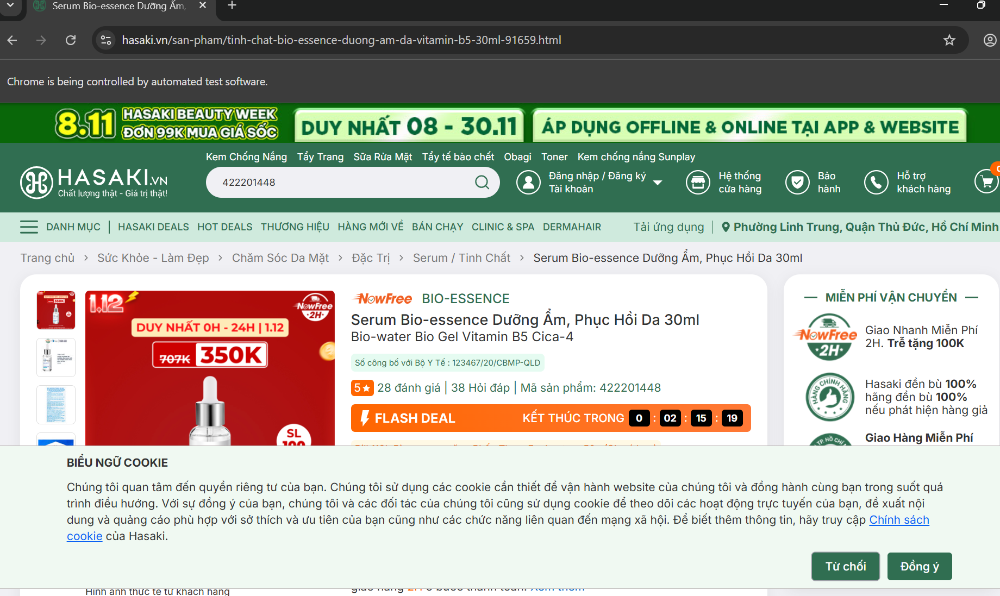 Serum Bio-essence Dưỡng Ẩm,
hasaki.vn/san-pham/tinh-chat-bio-essence-duong-am-da-vitamin-b5-30ml-91659.html
Chrome is being controlled by automated test software.
8.11 HASAKI BEAUTY WEEK
ĐƠN 99K MUA GIÁ SỐC
DUY NHẤT 08 - 30.11
ÁP DỤNG OFFLINE & ONLINE TẠI APP & WEBSITE
Kem Chống Nắng Tẩy Trang Sữa Rửa Mặt Tẩy tế bào chết Obagi Toner Kem chống nắng Sunplay
HASAKI.VN
Chất lượng thật - Giá trị thật!
422201448
Đăng nhập / Đăng ký
Tài khoản
Hệ thống
cửa hàng
Bảo
hành
Hỗ trợ
khách hàng
DANH MỤC | HASAKI DEALS HOT DEALS THƯƠNG HIỆU HÀNG MỚI VỀ BÁN CHẠY CLINIC & SPA DERMAHAIR
Tải ứng dụng | Phường Linh Trung, Quận Thủ Đức, Hồ Chí Minh
Trang chủ > Sức Khỏe - Làm Đẹp > Chăm Sóc Da Mặt > Đặc Trị > Serum / Tinh Chất > Serum Bio-essence Dưỡng Ẩm, Phục Hồi Da 30ml
1.12
NowFree
2H
DUY NHẤT 0H - 24H | 1.12
707K 350K
SL
100
NowFree BIO-ESSENCE
Serum Bio-essence Dưỡng Ẩm, Phục Hồi Da 30ml
Bio-water Bio Gel Vitamin B5 Cica-4
Số công bố với Bộ Y Tế : 123467/20/CBMP-QLD
5 28 đánh giá | 38 Hỏi đáp | Mã sản phẩm: 422201448
FLASH DEAL KẾT THÚC TRONG 0 : 02 : 15 : 19
MIỄN PHÍ VẬN CHUYỂN
NowFree
2H
Giao Nhanh Miễn Phí
2H. Trễ tặng 100K
HÀNG CHÍNH HÃNG
Hasaki đền bù 100%
hãng đền bù 100%
nếu phát hiện hàng giả
TP. HỒ CHÍ
Giao Hàng Miễn Phí
BIỂU NGỮ COOKIE
Chúng tôi quan tâm đến quyền riêng tư của bạn. Chúng tôi sử dụng các cookie cần thiết để vận hành website của chúng tôi và đồng hành cùng bạn trong suốt quá
trình điều hướng. Với sự đồng ý của bạn, chúng tôi và các đối tác của chúng tôi cũng sử dụng cookie để theo dõi các hoạt động trực tuyến của bạn, đề xuất nội
dung và quảng cáo phù hợp với sở thích và ưu tiên của bạn cũng như các chức năng liên quan đến mạng xã hội. Để biết thêm thông tin, hãy truy cập Chính sách
cookie của Hasaki.
Từ chối
Đồng ý
Hình ảnh thực tế từ khách hàng
giao hàng 2H ở bước thanh toán. Xem thêm